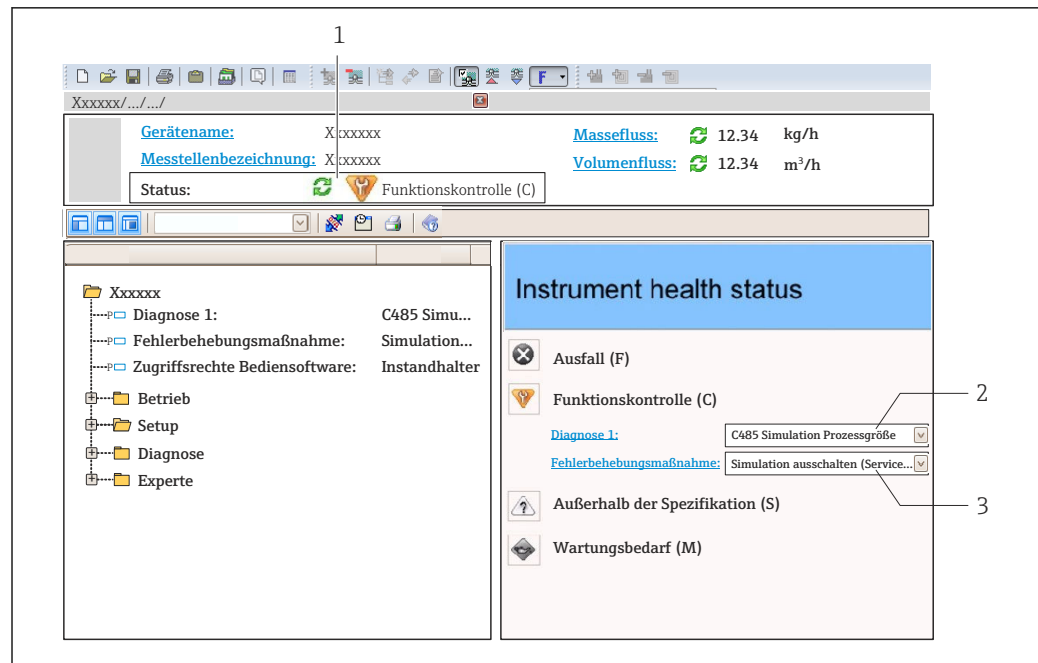 1
F
Xxxxxx/.../.../
Gerätename: Xxxxxxx
Massefluss: 12.34 kg/h
Messtellenbezeichnung: Xxxxxxx
Volumenfluss: 12.34 m³/h
Status: Funktionskontrolle (C)
Xxxxxx
P Diagnose 1: C485 Simu...
P Fehlerbehebungsmaßnahme: Simulation...
P Zugriffsrechte Bediensoftware: Instandhalter
Betrieb
Setup
Diagnose
Experte
Instrument health status
Ausfall (F)
Funktionskontrolle (C)
2
Diagnose 1: C485 Simulation Prozessgröße
Fehlerbehebungsmaßnahme: Simulation ausschalten (Service...
3
Außerhalb der Spezifikation (S)
Wartungsbedarf (M)